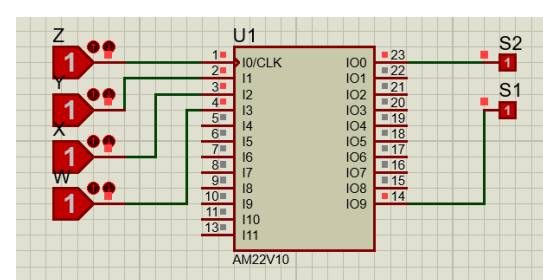 Z
Y
X
W
1
1
1
1
U1
1
2
3
4
5
6
7
8
9
10
11
13
I0/CLK
I1
I2
I3
I4
I5
I6
I7
I8
I9
I10
I11
IO0
IO1
IO2
IO3
IO4
IO5
IO6
IO7
IO8
IO9
23
22
21
20
19
18
17
16
15
14
AM22V10
S2
1
S1
1